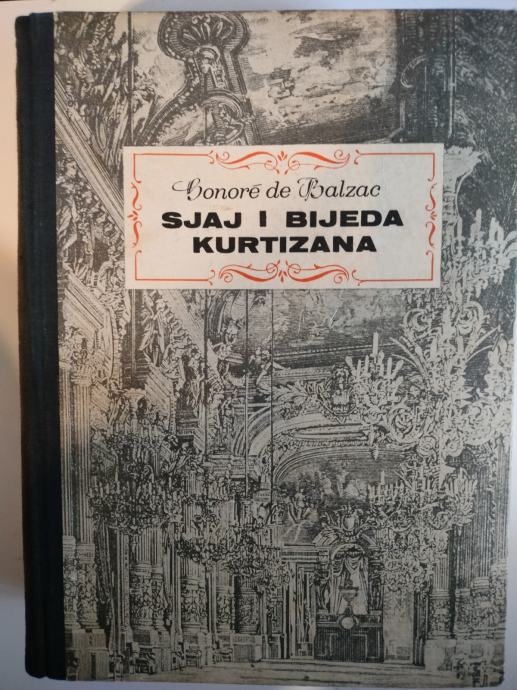 Honoré de Balzac
SJAJ I BIJEDA
KURTIZANA